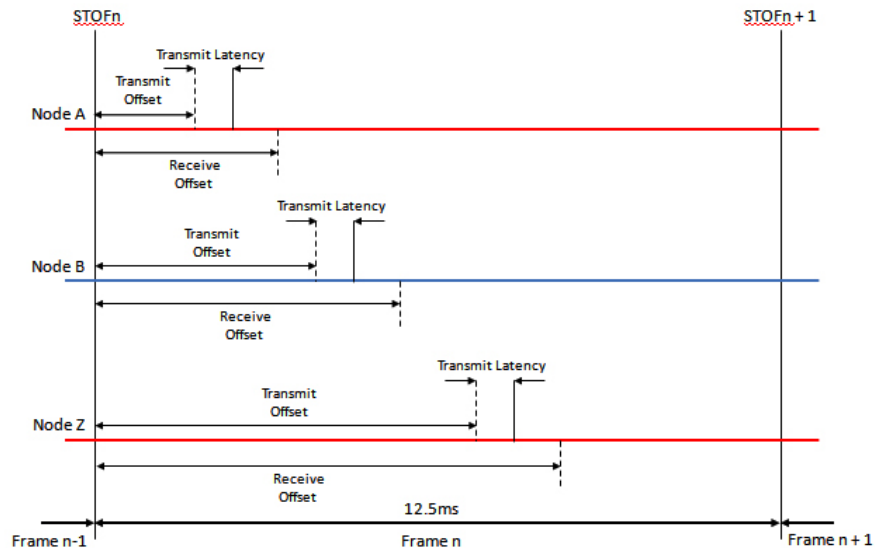 STOFn
STOFn + 1
Transmit Latency
Transmit
Offset
Node A
Receive
Offset
Transmit Latency
Transmit
Offset
Node B
Receive
Offset
Transmit Latency
Transmit
Offset
Node Z
Receive
Offset
12.5ms
Frame n-1
Frame n
Frame n + 1